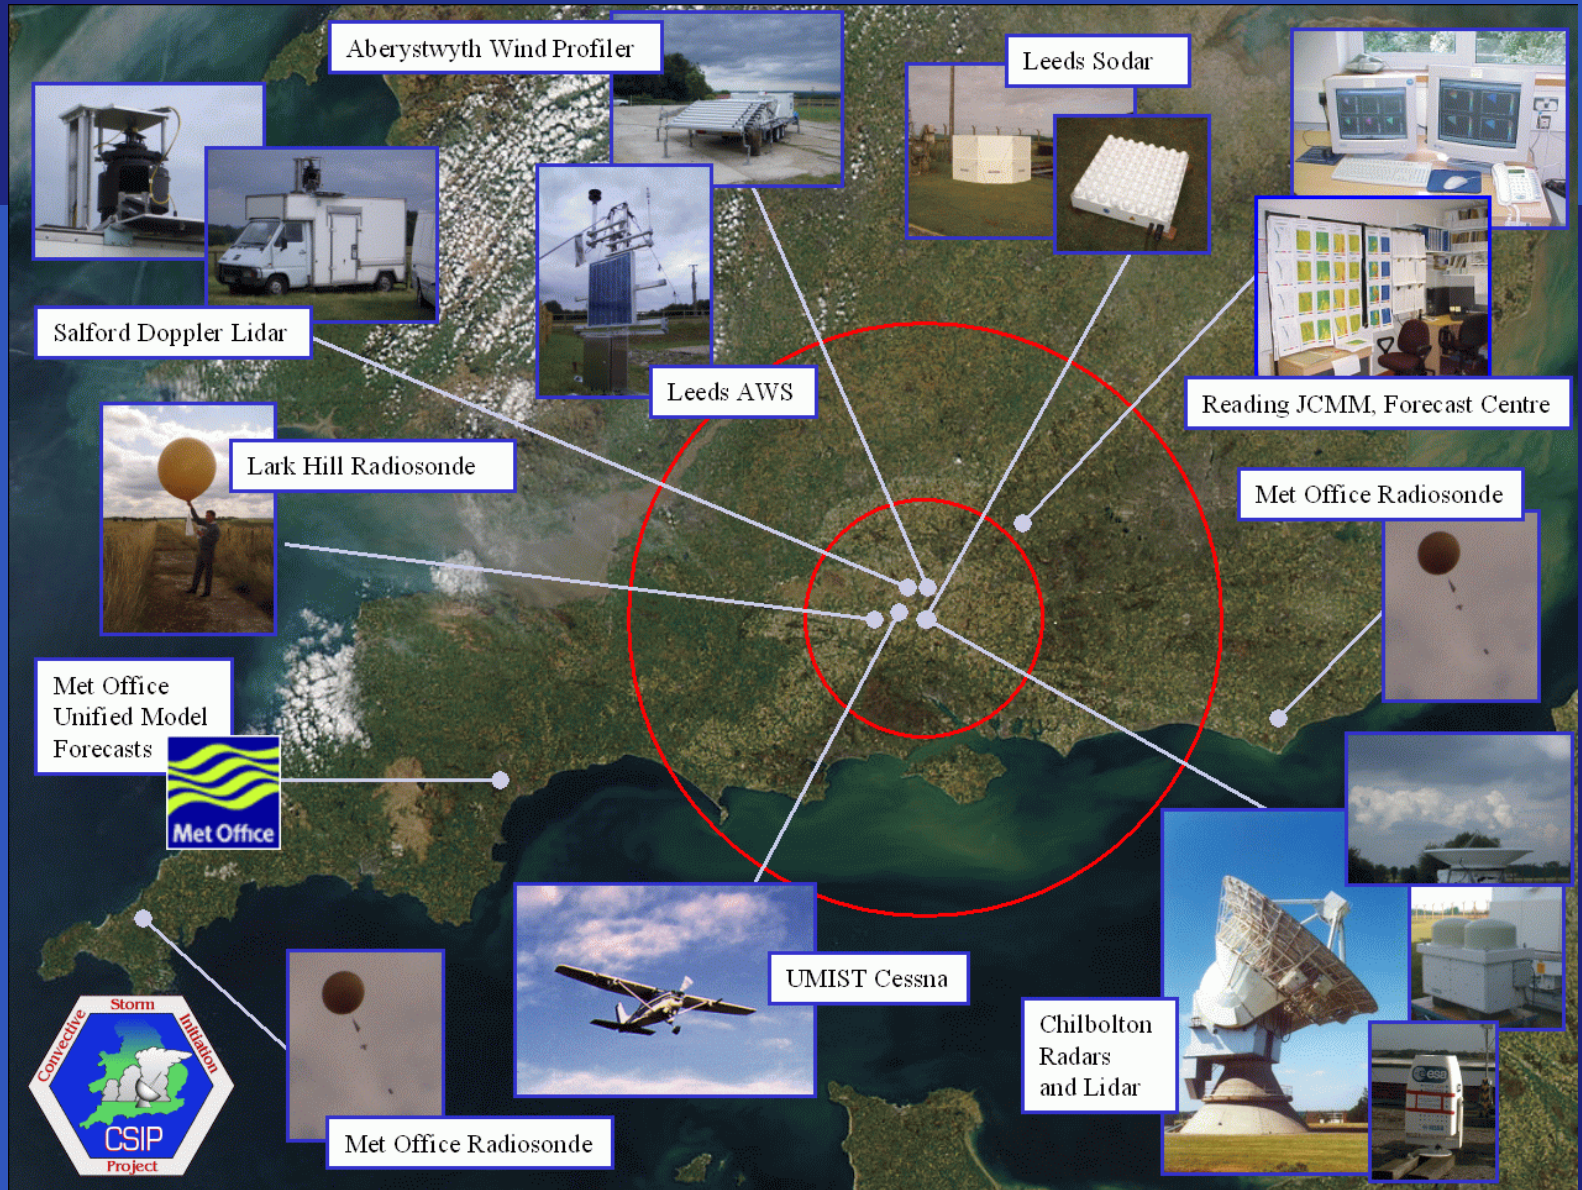 Aberystwyth Wind Profiler
Leeds Sodar
Salford Doppler Lidar
Leeds AWS
Reading JCMM, Forecast Centre
Lark Hill Radiosonde
Met Office Radiosonde
Met Office
Unified Model
Forecasts
Met Office
UMIST Cessna
Chilbolton
Radars
and Lidar
esa
Convective
Storm
Initiation
CSIP
Project
Met Office Radiosonde